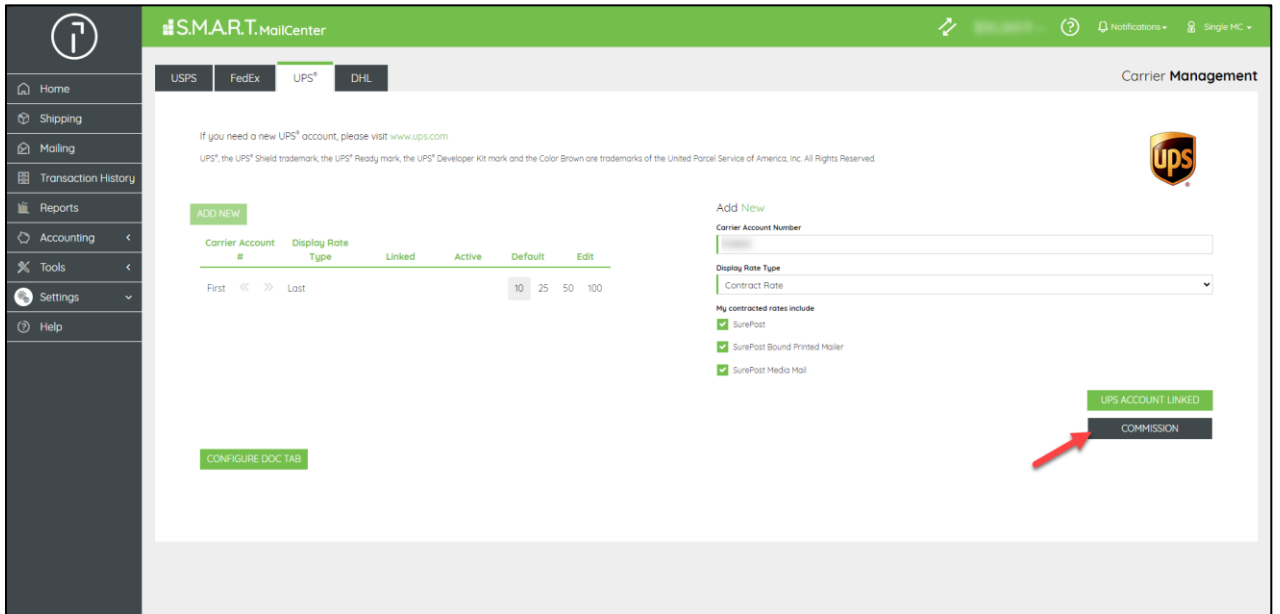 S.M.A.R.T. MailCenter
Notifications
Single MC
Home
Shipping
Mailing
Transaction History
Reports
Accounting
Tools
Settings
Help
USPS FedEx UPS® DHL
Carrier Management
If you need a new UPS® account, please visit www.ups.com
UPS®, the UPS® Shield trademark, the UPS® Ready mark, the UPS® Developer Kit mark and the Color Brown are trademarks of the United Parcel Service of America, Inc. All Rights Reserved.
ups
ADD NEW
Carrier Account # Display Rate Type Linked Active Default Edit
First Last 10 25 50 100
CONFIGURE DOC TAB
Add New
Carrier Account Number
Display Rate Type
Contract Rate
My contracted rates include
SurePost
SurePost Bound Printed Mailer
SurePost Media Mail
UPS ACCOUNT LINKED
COMMISSION